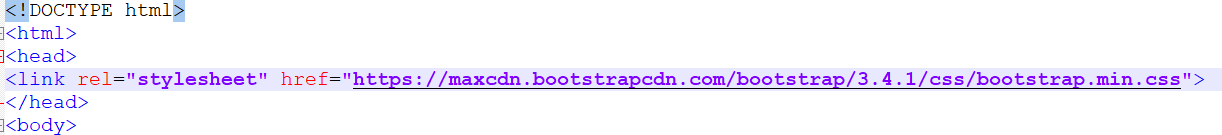 <!DOCTYPE html>
<html>
<head>
<link rel="stylesheet" href="https://maxcdn.bootstrapcdn.com/bootstrap/3.4.1/css/bootstrap.min.css">
</head>
<body>